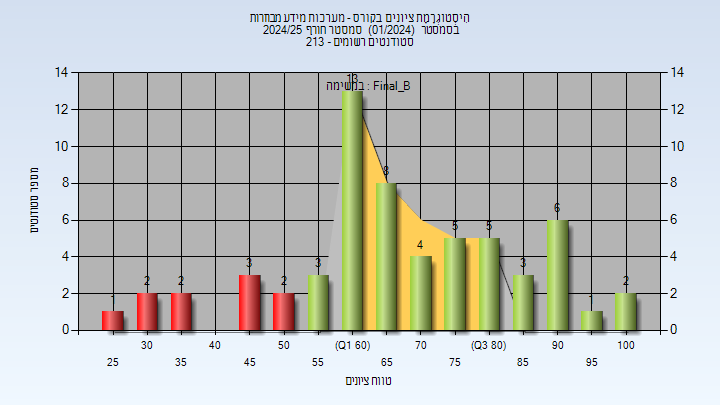 היסטוגרמת ציונים בקורס - מערכות מידע מבוזרות
בסמסטר (01/2024) סמסטר חורף 2024/25
סטודנטים רשומים - 213
במשימה : Final_B
מספר סטודנטים
14 14
12 12
10 10
8 8
6 6
4 4
2 2
0 0
1 2 2 3 2 3 13 8 4 5 5 3 6 1 2
30 40 50 (Q1 60) 70 (Q3 80) 90 100
25 35 45 55 65 75 85 95
טווח ציונים